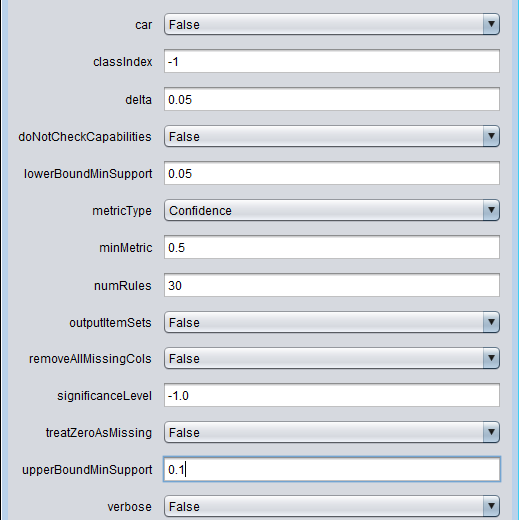 car False
classIndex -1
delta 0.05
doNotCheckCapabilities False
lowerBoundMinSupport 0.05
metricType Confidence
minMetric 0.5
numRules 30
outputItemSets False
removeAllMissingCols False
significanceLevel -1.0
treatZeroAsMissing False
upperBoundMinSupport 0.1
verbose False